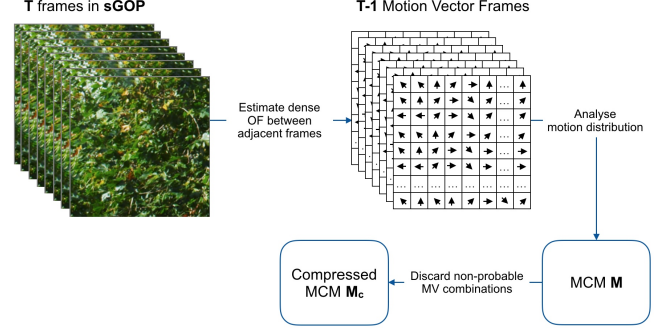 T frames in sGOP
T-1 Motion Vector Frames
Estimate dense
OF between
adjacent frames
Analyse
motion distribution
Compressed
MCM Mc
Discard non-probable
MV combinations
MCM M